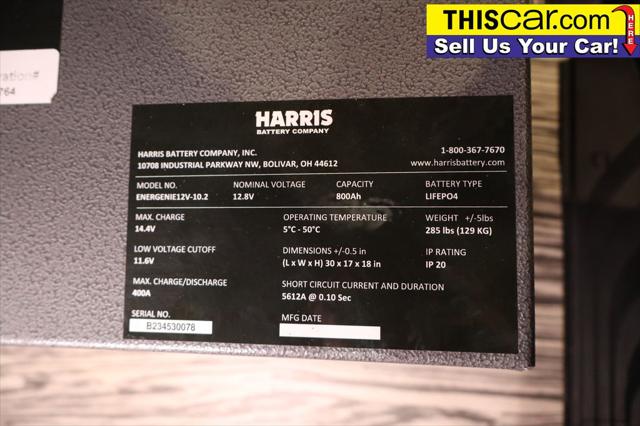 THISCar.com
HERE
Sell Us Your Car!
ration#
764
HARRIS
BATTERY COMPANY
HARRIS BATTERY COMPANY, INC. 1-800-367-7670
10708 INDUSTRIAL PARKWAY NW, BOLIVAR, OH 44612 www.harrisbattery.com
MODEL NO. NOMINAL VOLTAGE CAPACITY BATTERY TYPE
ENERGENIE12V-10.2 12.8V 800Ah LIFEPO4
MAX. CHARGE OPERATING TEMPERATURE WEIGHT +/-5lbs
14.4V 5°C - 50°C 285 lbs (129 KG)
LOW VOLTAGE CUTOFF DIMENSIONS +/-0.5 in IP RATING
11.6V (L x W x H) 30 x 17 x 18 in IP 20
MAX. CHARGE/DISCHARGE SHORT CIRCUIT CURRENT AND DURATION
400A 5612A @ 0.10 Sec
SERIAL NO. MFG DATE
B234530078